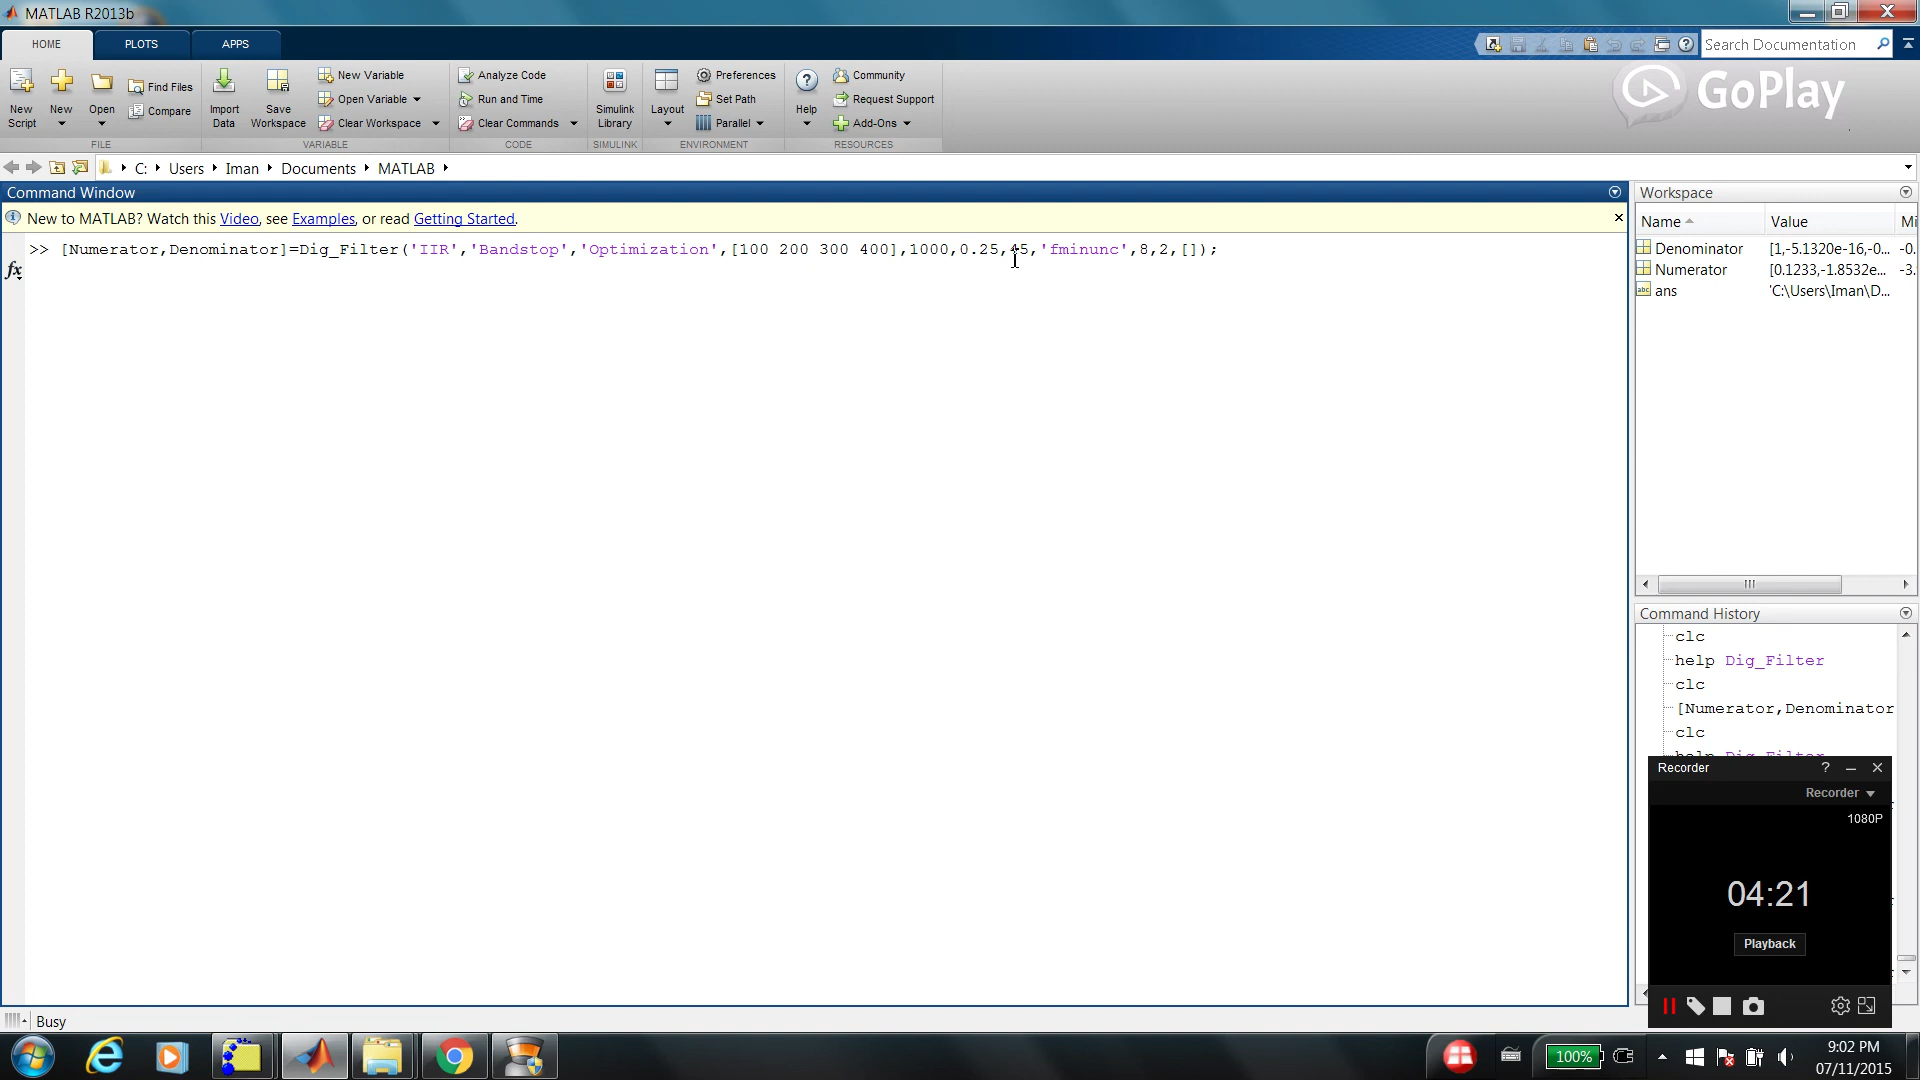 MATLAB R2013b
HOME PLOTS APPS
Search Documentation
New Script
New
Open
Find Files
Compare
Import Data
Save Workspace
New Variable
Open Variable
Clear Workspace
Analyze Code
Run and Time
Clear Commands
Simulink Library
Layout
Preferences
Set Path
Parallel
Help
Community
Request Support
Add-Ons
GoPlay
FILE VARIABLE CODE SIMULINK ENVIRONMENT RESOURCES
C: Users Iman Documents MATLAB
Command Window
New to MATLAB? Watch this Video, see Examples, or read Getting Started.
>> [Numerator,Denominator]=Dig_Filter('IIR','Bandstop','Optimization',[100 200 300 400],1000,0.25,45,'fminunc',8,2,[]);
fx
Workspace
Name Value Mi
Denominator [1,-5.1320e-16,-0... -0.
Numerator [0.1233,-1.8532e... -3.
abc ans 'C:\Users\Iman\D...
Command History
clc
help Dig_Filter
clc
[Numerator,Denominator
clc
help Dig_Filter
Recorder
Recorder
1080P
04:21
Playback
Busy
100%
9:02 PM
07/11/2015